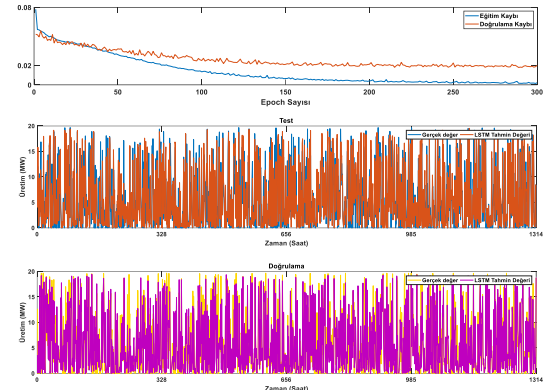 0.08
0.02
0
Eğitim Kaybı
Doğrulama Kaybı
0 50 100 150 200 250 300
Epoch Sayısı
Test
20
15
10
5
0
Üretim (MW)
Gerçek değer LSTM Tahmin Değeri
0 328 656 985 1314
Zaman (Saat)
Doğrulama
20
15
10
5
0
Üretim (MW)
Gerçek değer LSTM Tahmin Değeri
0 328 656 985 1314
Zaman (Saat)